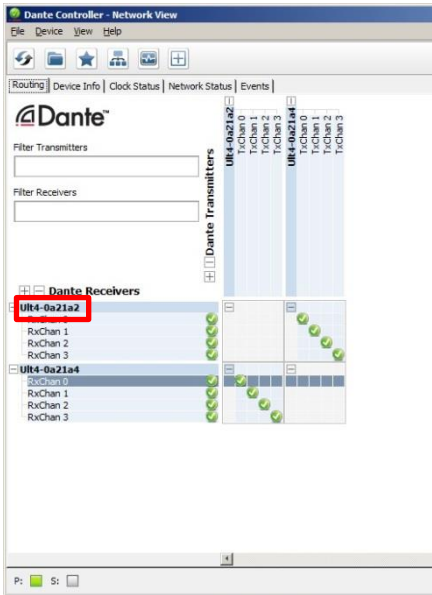 Dante Controller - Network View
File Device View Help
Routing Device Info Clock Status Network Status Events
Dante™
Filter Transmitters
Filter Receivers
Dante Transmitters
Ult4-0a21a2
TxChan 0
TxChan 1
TxChan 2
TxChan 3
Ult4-0a21a4
TxChan 0
TxChan 1
TxChan 2
TxChan 3
Dante Receivers
Ult4-0a21a2
RxChan 1
RxChan 2
RxChan 3
Ult4-0a21a4
RxChan 0
RxChan 1
RxChan 2
RxChan 3
P: S: